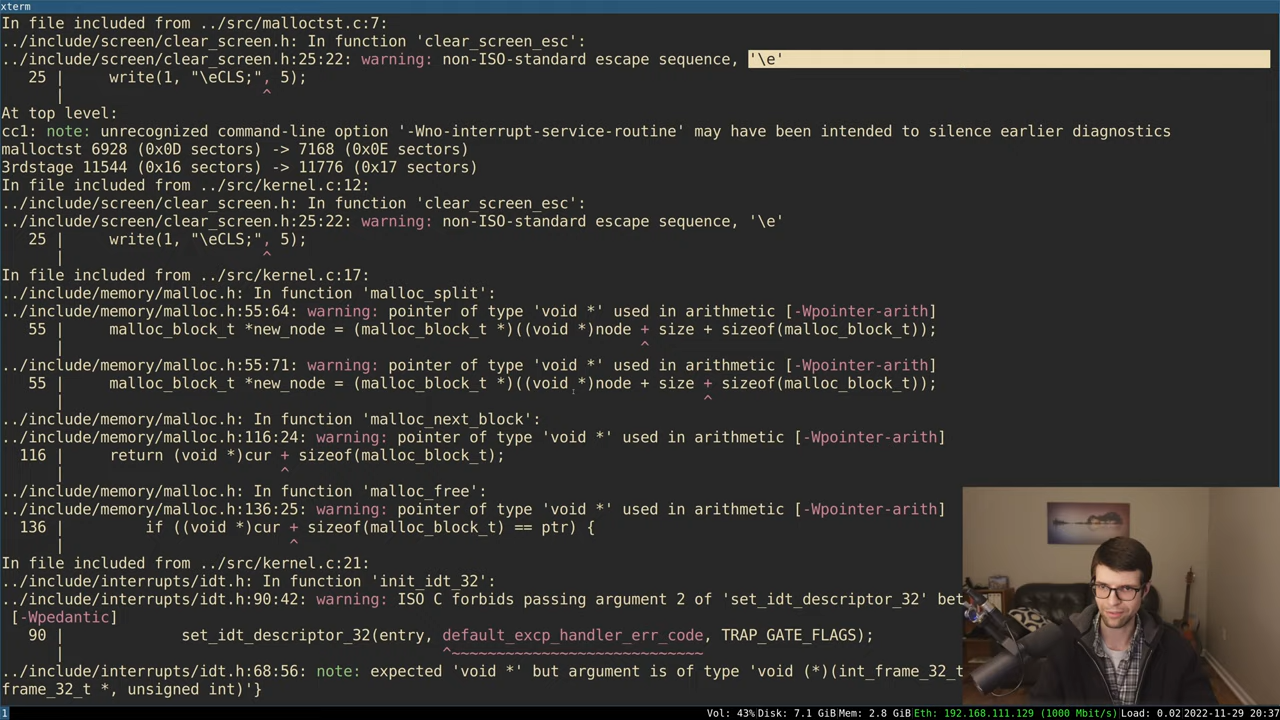 xterm
In file included from ../src/malloctst.c:7:
../include/screen/clear_screen.h: In function 'clear_screen_esc':
../include/screen/clear_screen.h:25:22: warning: non-ISO-standard escape sequence, '\e'
25 |     write(1, "\eCLS;", 5);
|                      ^
At top level:
cc1: note: unrecognized command-line option '-Wno-interrupt-service-routine' may have been intended to silence earlier diagnostics
malloctst 6928 (0x0D sectors) -> 7168 (0x0E sectors)
3rdstage 11544 (0x16 sectors) -> 11776 (0x17 sectors)
In file included from ../src/kernel.c:12:
../include/screen/clear_screen.h: In function 'clear_screen_esc':
../include/screen/clear_screen.h:25:22: warning: non-ISO-standard escape sequence, '\e'
25 |     write(1, "\eCLS;", 5);
|                      ^
In file included from ../src/kernel.c:17:
../include/memory/malloc.h: In function 'malloc_split':
../include/memory/malloc.h:55:64: warning: pointer of type 'void *' used in arithmetic [-Wpointer-arith]
55 |     malloc_block_t *new_node = (malloc_block_t *)((void *)node + size + sizeof(malloc_block_t));
|                                                                ^
../include/memory/malloc.h:55:71: warning: pointer of type 'void *' used in arithmetic [-Wpointer-arith]
55 |     malloc_block_t *new_node = (malloc_block_t *)((void *)node + size + sizeof(malloc_block_t));
|                                                                       ^
../include/memory/malloc.h: In function 'malloc_next_block':
../include/memory/malloc.h:116:24: warning: pointer of type 'void *' used in arithmetic [-Wpointer-arith]
116 |     return (void *)cur + sizeof(malloc_block_t);
|                        ^
../include/memory/malloc.h: In function 'malloc_free':
../include/memory/malloc.h:136:25: warning: pointer of type 'void *' used in arithmetic [-Wpointer-arith]
136 |         if ((void *)cur + sizeof(malloc_block_t) == ptr) {
|                         ^
In file included from ../src/kernel.c:21:
../include/interrupts/idt.h: In function 'init_idt_32':
../include/interrupts/idt.h:90:42: warning: ISO C forbids passing argument 2 of 'set_idt_descriptor_32' bet
[-Wpedantic]
90 |             set_idt_descriptor_32(entry, default_excp_handler_err_code, TRAP_GATE_FLAGS);
|                                          ^~~~~~~~~~~~~~~~~~~~~~~~~~~~~
../include/interrupts/idt.h:68:56: note: expected 'void *' but argument is of type 'void (*)(int_frame_32_t
frame_32_t *, unsigned int)'}
1 Vol: 43% Disk: 7.1 GiB Mem: 2.8 GiB Eth: 192.168.111.129 (1000 Mbit/s) Load: 0.02 2022-11-29 20:37